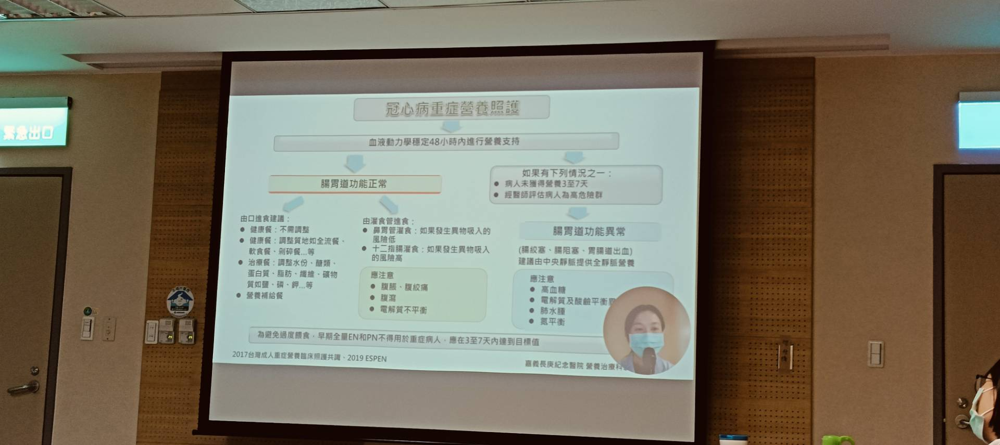 緊急出口
冠心病重症營養照護
血液動力學穩定48小時內進行營養支持
腸胃道功能正常
如果有下列情況之一：
● 病人未獲得營養3至7天
● 經醫師評估病人為高危險群
由口進食建議：
● 健康餐：不需調整
● 健康餐：調整質地如全流餐、
軟食餐、剁碎餐...等
● 治療餐：調整水份、醣類、
蛋白質、脂肪、纖維、礦物
質如鹽、磷、鉀...等
● 營養補給餐
由灌食管進食：
● 鼻胃管灌食：如果發生異物吸入的
風險低
● 十二指腸灌食：如果發生異物吸入
的風險高
應注意
● 腹脹、腹絞痛
● 腹瀉
● 電解質不平衡
腸胃道功能異常
(腸絞塞、腸阻塞、胃腸道出血)
建議由中央靜脈提供全靜脈營養
應注意
● 高血糖
● 電解質及酸鹼平衡
● 肺水腫
● 氮平衡
為避免過度餵食，早期全量EN和PN不得用於重症病人，應在3至7天內達到目標值
2017台灣成人重症營養臨床照護共識、2019 ESPEN
嘉義長庚紀念醫院 營養治療科